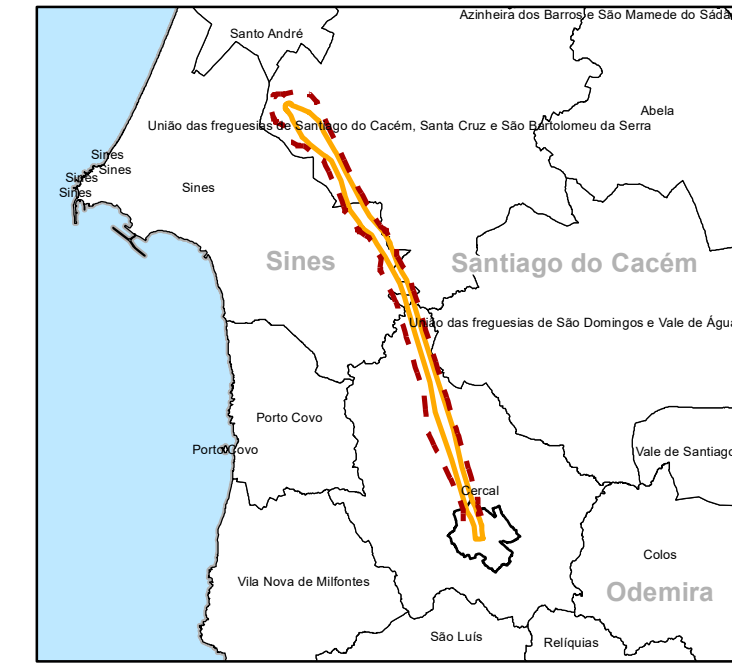 Azinheira dos Barros e São Mamede do Sádão
Santo André
Abela
União das freguesias de Santiago do Cacém, Santa Cruz e São Bartolomeu da Serra
Sines
Sines
Sines
Sines
Sines
Sines
Santiago do Cacém
União das freguesias de São Domingos e Vale de Água
Porto Covo
Porto Covo
Vale de Santiago
Cercal
Colos
Vila Nova de Milfontes
Odemira
São Luís
Relíquias